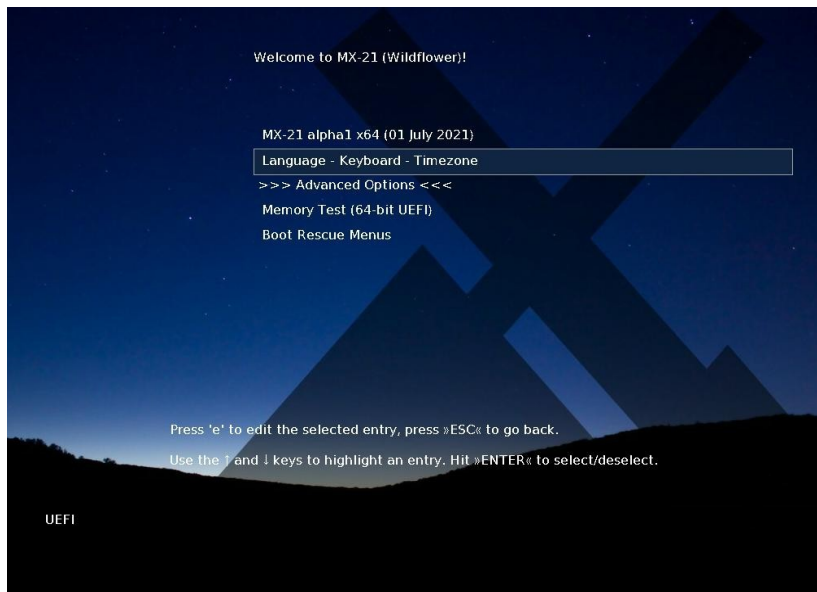 Welcome to MX-21 (Wildflower)!
MX-21 alpha1 x64 (01 July 2021)
Language - Keyboard - Timezone
>>> Advanced Options <<<
Memory Test (64-bit UEFI)
Boot Rescue Menus
Press 'e' to edit the selected entry, press »ESC« to go back.
Use the ↑ and ↓ keys to highlight an entry. Hit »ENTER« to select/deselect.
UEFI